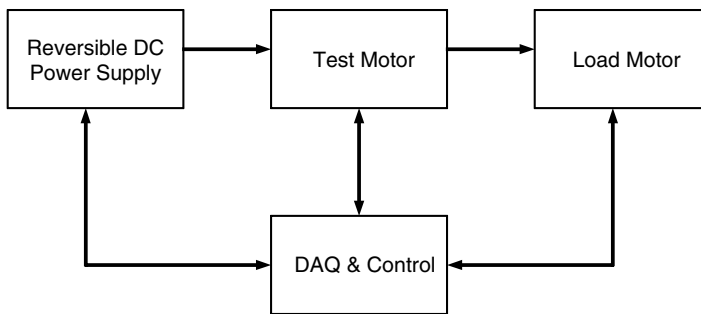 Reversible DC
Power Supply
Test Motor
Load Motor
DAQ & Control